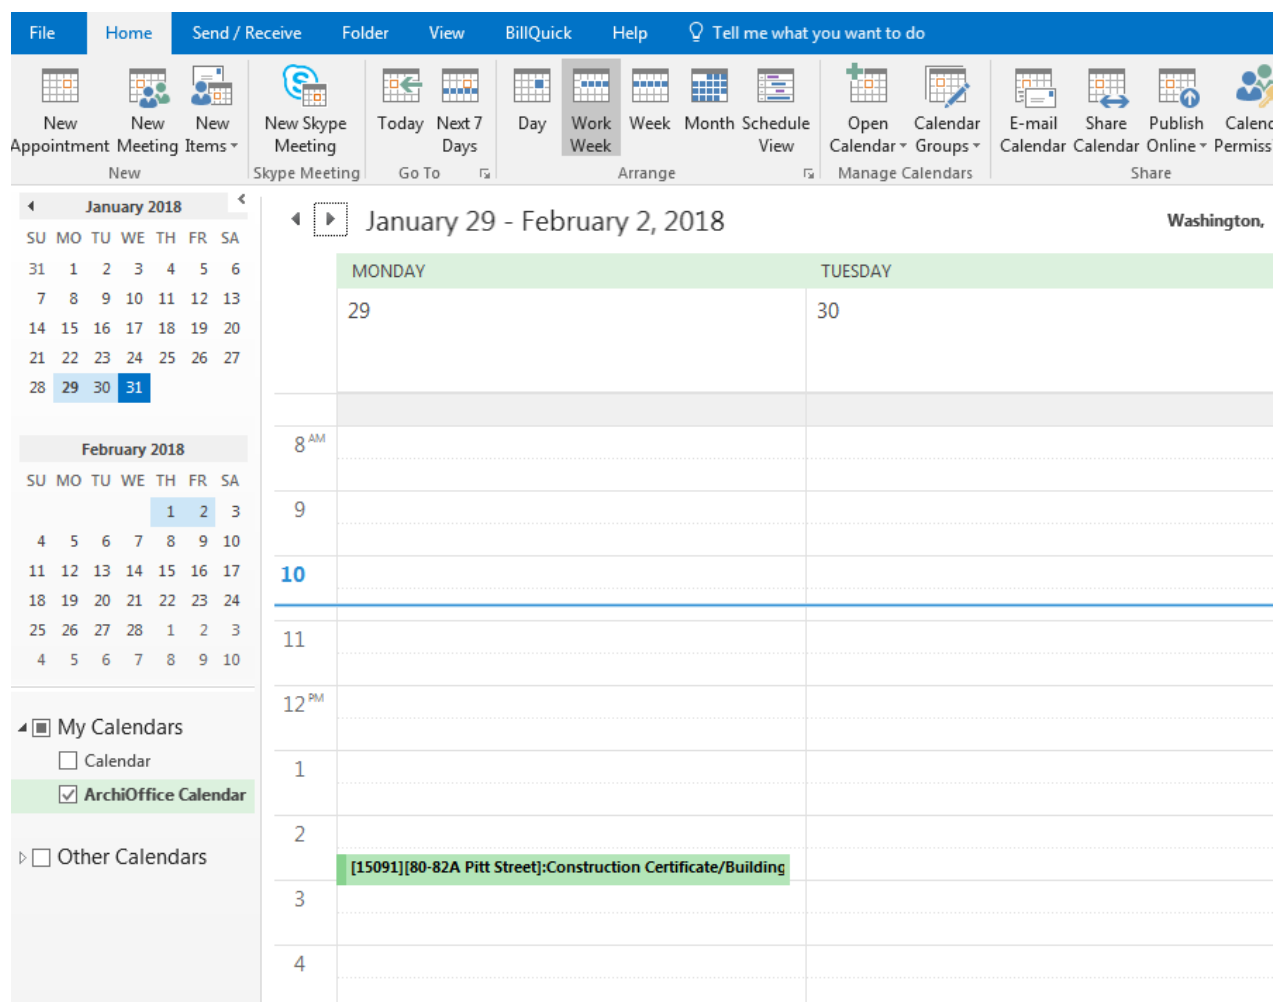 File Home Send / Receive Folder View BillQuick Help Tell me what you want to do
New Appointment New Meeting New Items New Skype Meeting Today Next 7 Days Day Work Week Week Month Schedule View Open Calendar Calendar Groups E-mail Calendar Share Calendar Publish Online
New Skype Meeting Go To Arrange Manage Calendars Share
January 2018
SU MO TU WE TH FR SA
31 1 2 3 4 5 6
7 8 9 10 11 12 13
14 15 16 17 18 19 20
21 22 23 24 25 26 27
28 29 30 31
February 2018
SU MO TU WE TH FR SA
1 2 3
4 5 6 7 8 9 10
11 12 13 14 15 16 17
18 19 20 21 22 23 24
25 26 27 28 1 2 3
4 5 6 7 8 9 10
My Calendars
Calendar
ArchiOffice Calendar
Other Calendars
January 29 - February 2, 2018
Washington,
MONDAY TUESDAY
29 30
8 AM
9
10
11
12 PM
1
2
[15091][80-82A Pitt Street]:Construction Certificate/Building
3
4